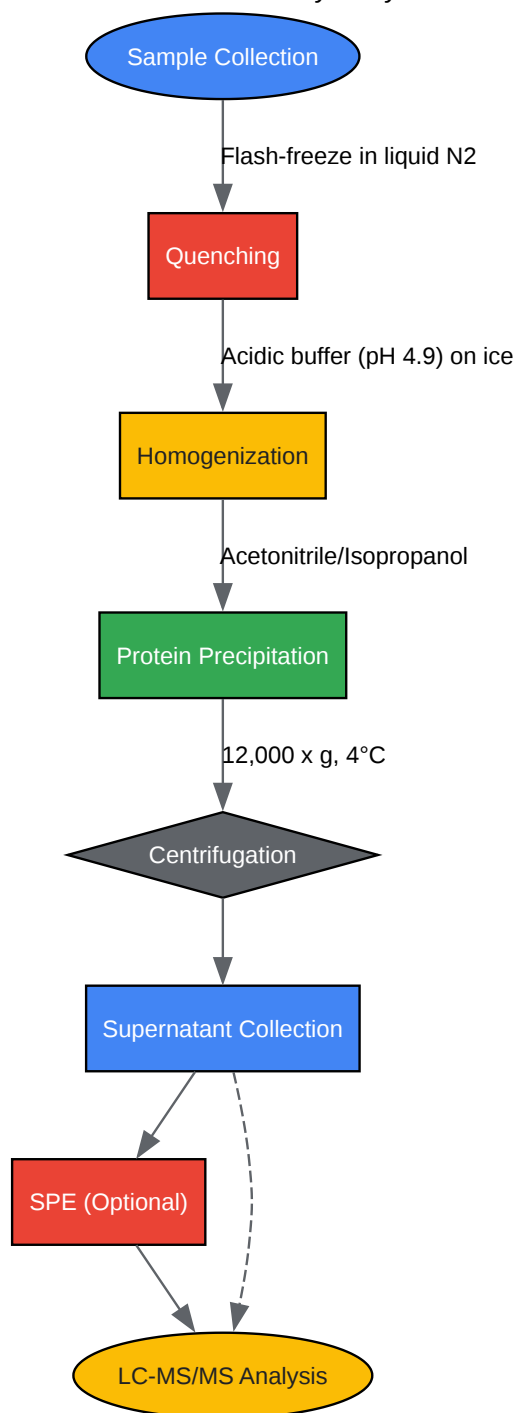 Sample Collection
Flash-freeze in liquid N2
Quenching
Acidic buffer (pH 4.9) on ice
Homogenization
Acetonitrile/Isopropanol
Protein Precipitation
12,000 x g, 4°C
Centrifugation
Supernatant Collection
SPE (Optional)
LC-MS/MS Analysis